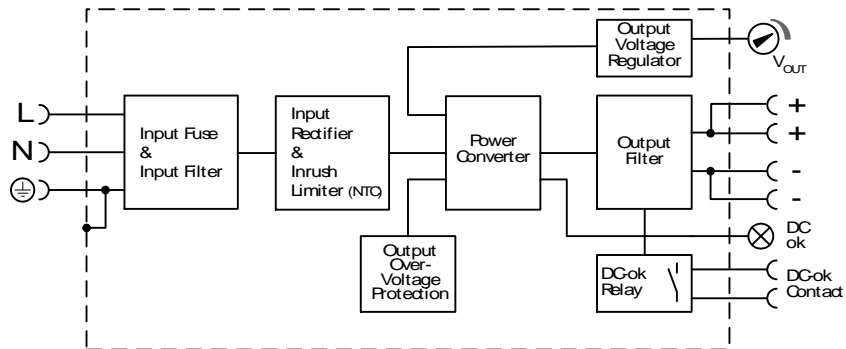 Output
Voltage
Regulator
V_OUT
L
N
Input Fuse
&
Input Filter
Input
Rectifier
&
Inrush
Limiter (NTC)
Power
Converter
Output
Filter
+
+
-
-
DC
ok
Output
Over-
Voltage
Protection
DC-ok
Relay
DC-ok
Contact